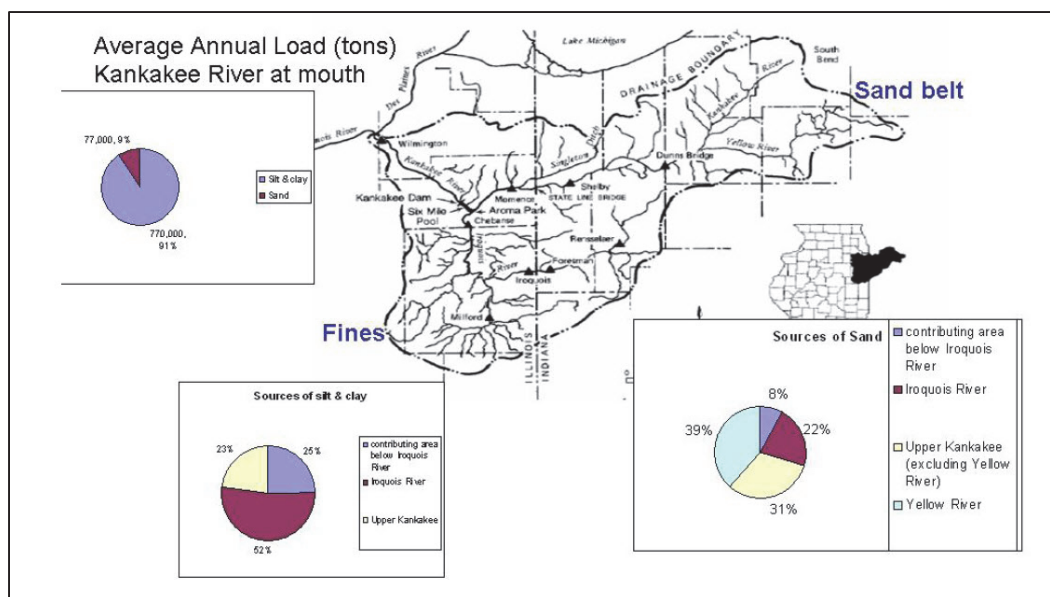 Average Annual Load (tons)
Kankakee River at mouth
77,000, 9%
770,000,
91%
Silt & clay
Sand
Lake Michigan
South
Bend
Des Plaines
River
DRAINAGE BOUNDARY
River
Kankakee
Sand belt
River
Wilmington
Kankakee
River
Singleton
Ditch
Yellow River
Dunns Bridge
Kankakee Dam
Momence
Shelby
STATE LINE BRIDGE
Six Mile
Pool
Aroma Park
Chebanse
Iroquois
River
Rensselaer
Foresman
Iroquois
Milford
Fines
ILLINOIS
INDIANA
Sources of silt & clay
23%
25%
52%
contributing area
below Iroquois
River
Iroquois River
Upper Kankakee
Sources of Sand
8%
39%
22%
31%
contributing area
below Iroquois
River
Iroquois River
Upper Kankakee
(excluding Yellow
River)
Yellow River